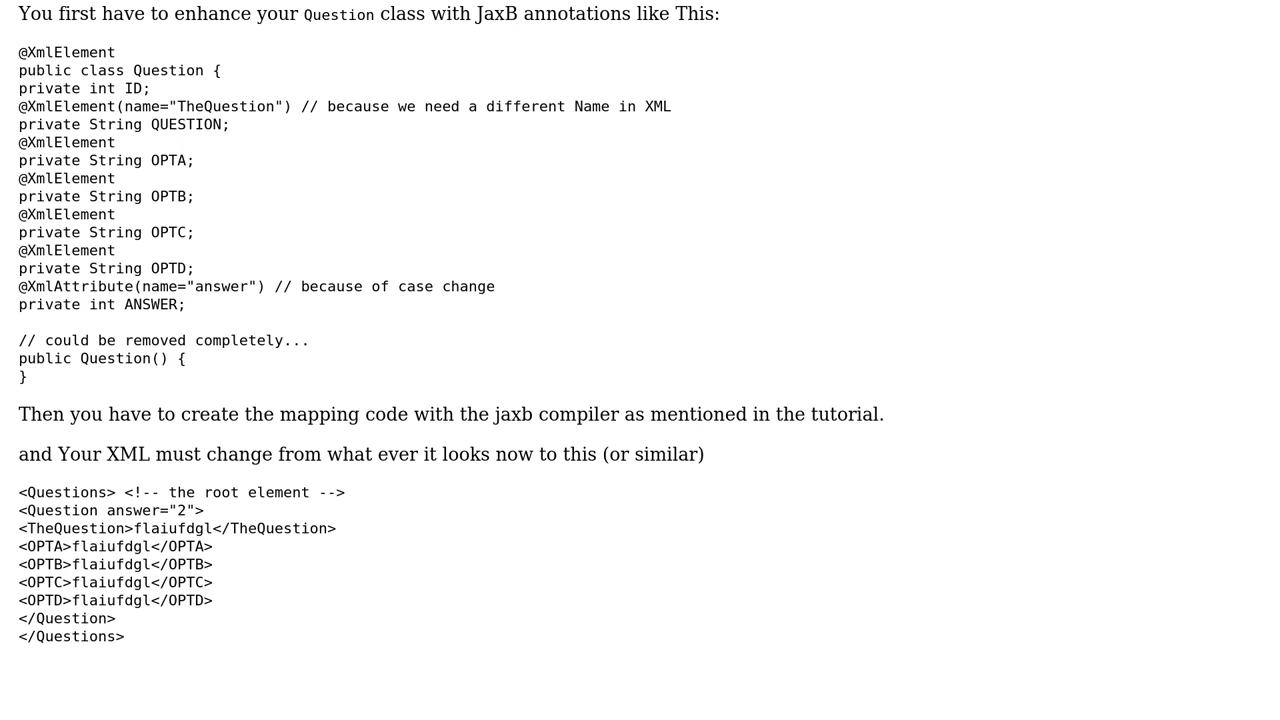 You first have to enhance your Question class with JaxB annotations like This:
@XmlElement
public class Question {
private int ID;
@XmlElement(name="TheQuestion") // because we need a different Name in XML
private String QUESTION;
@XmlElement
private String OPTA;
@XmlElement
private String OPTB;
@XmlElement
private String OPTC;
@XmlElement
private String OPTD;
@XmlAttribute(name="answer") // because of case change
private int ANSWER;

// could be removed completely...
public Question() {
}
Then you have to create the mapping code with the jaxb compiler as mentioned in the tutorial.
and Your XML must change from what ever it looks now to this (or similar)
<Questions> <!-- the root element -->
<Question answer="2">
<TheQuestion>flaiufdgl</TheQuestion>
<OPTA>flaiufdgl</OPTA>
<OPTB>flaiufdgl</OPTB>
<OPTC>flaiufdgl</OPTC>
<OPTD>flaiufdgl</OPTD>
</Question>
</Questions>